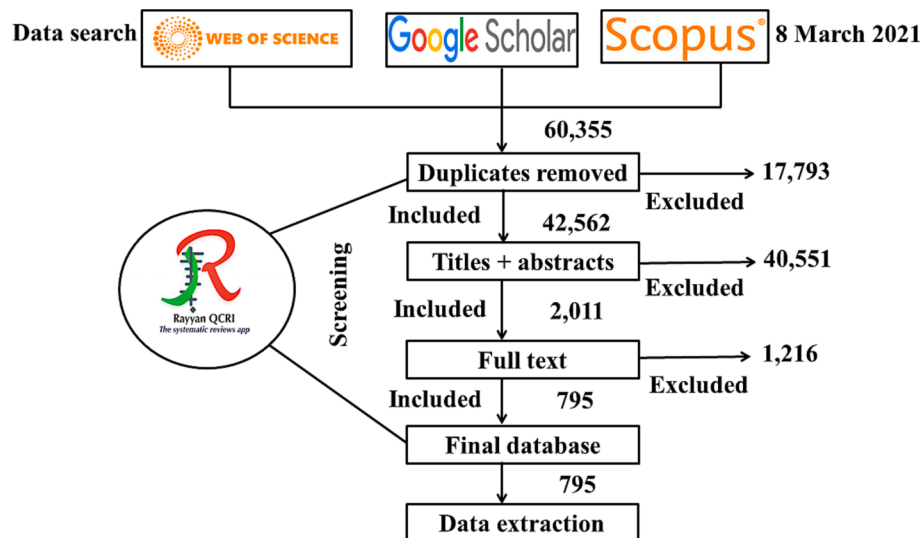 Data search
WEB OF SCIENCE
Google Scholar
Scopus®
8 March 2021
60,355
Duplicates removed
17,793
Excluded
Included
42,562
Titles + abstracts
40,551
Excluded
Included
2,011
Screening
Rayyan QCRI
The systematic reviews app
Full text
1,216
Excluded
Included
795
Final database
795
Data extraction